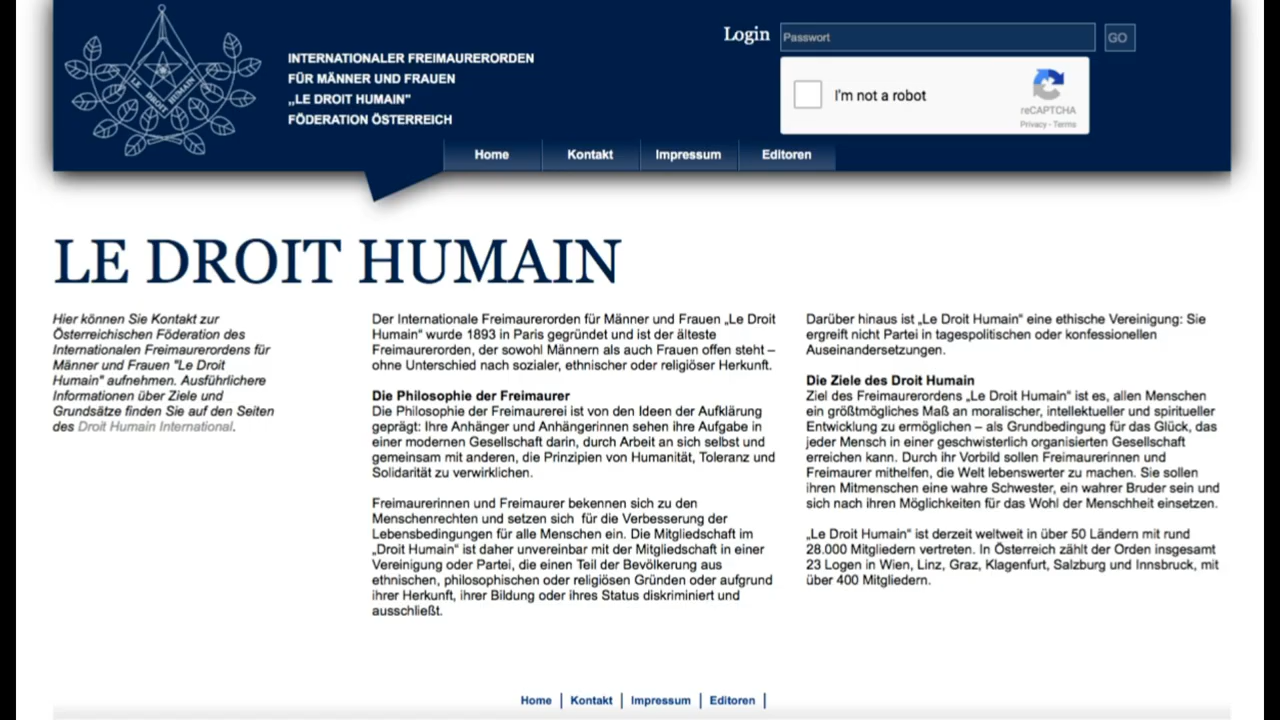 LE DROIT HUMAIN
INTERNATIONALER FREIMAURERORDEN
FÜR MÄNNER UND FRAUEN
„LE DROIT HUMAIN"
FÖDERATION ÖSTERREICH
Login
Passwort
GO
I'm not a robot
reCAPTCHA
Privacy - Terms
Home
Kontakt
Impressum
Editoren
LE DROIT HUMAIN
Hier können Sie Kontakt zur
Österreichischen Föderation des
Internationalen Freimaurerordens für
Männer und Frauen "Le Droit
Humain" aufnehmen. Ausführlichere
Informationen über Ziele und
Grundsätze finden Sie auf den Seiten
des Droit Humain International.
Der Internationale Freimaurerorden für Männer und Frauen „Le Droit
Humain“ wurde 1893 in Paris gegründet und ist der älteste
Freimaurerorden, der sowohl Männern als auch Frauen offen steht –
ohne Unterschied nach sozialer, ethnischer oder religiöser Herkunft.
Die Philosophie der Freimaurer
Die Philosophie der Freimaurerei ist von den Ideen der Aufklärung
geprägt: Ihre Anhänger und Anhängerinnen sehen ihre Aufgabe in
einer modernen Gesellschaft darin, durch Arbeit an sich selbst und
gemeinsam mit anderen, die Prinzipien von Humanität, Toleranz und
Solidarität zu verwirklichen.
Freimaurerinnen und Freimaurer bekennen sich zu den
Menschenrechten und setzen sich für die Verbesserung der
Lebensbedingungen für alle Menschen ein. Die Mitgliedschaft im
„Droit Humain“ ist daher unvereinbar mit der Mitgliedschaft in einer
Vereinigung oder Partei, die einen Teil der Bevölkerung aus
ethnischen, philosophischen oder religiösen Gründen oder aufgrund
ihrer Herkunft, ihrer Bildung oder ihres Status diskriminiert und
ausschließt.
Darüber hinaus ist „Le Droit Humain“ eine ethische Vereinigung: Sie
ergreift nicht Partei in tagespolitischen oder konfessionellen
Auseinandersetzungen.
Die Ziele des Droit Humain
Ziel des Freimaurerordens „Le Droit Humain“ ist es, allen Menschen
ein größtmögliches Maß an moralischer, intellektueller und spiritueller
Entwicklung zu ermöglichen – als Grundbedingung für das Glück, das
jeder Mensch in einer geschwisterlich organisierten Gesellschaft
erreichen kann. Durch ihr Vorbild sollen Freimaurerinnen und
Freimaurer mithelfen, die Welt lebenswerter zu machen. Sie sollen
ihren Mitmenschen eine wahre Schwester, ein wahrer Bruder sein und
sich nach ihren Möglichkeiten für das Wohl der Menschheit einsetzen.
„Le Droit Humain“ ist derzeit weltweit in über 50 Ländern mit rund
28.000 Mitgliedern vertreten. In Österreich zählt der Orden insgesamt
23 Logen in Wien, Linz, Graz, Klagenfurt, Salzburg und Innsbruck, mit
über 400 Mitgliedern.
Home | Kontakt | Impressum | Editoren |